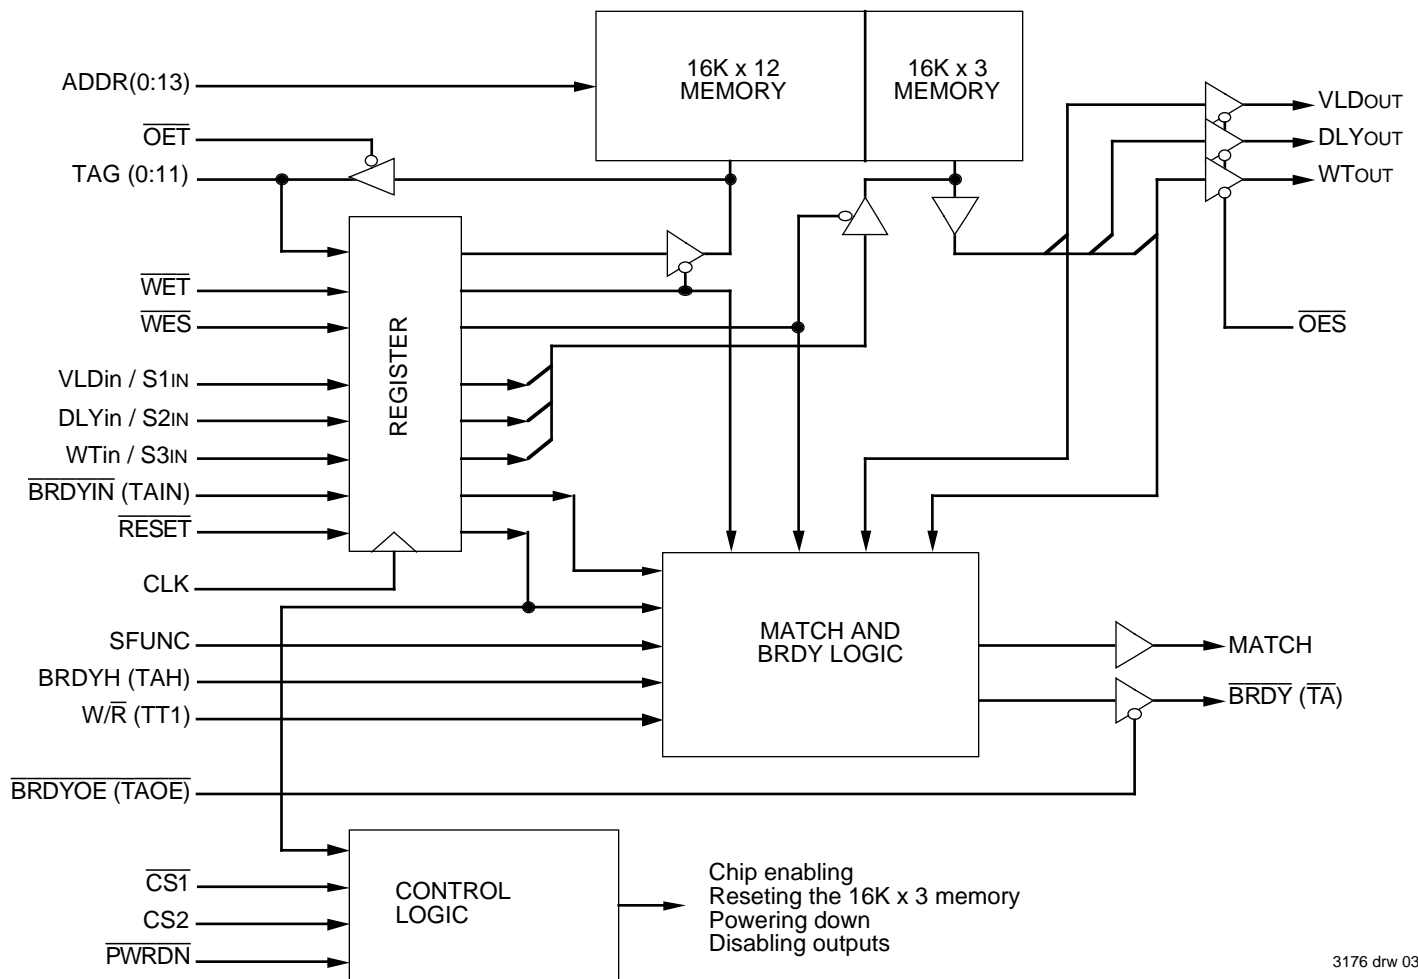 16K x 12
MEMORY
16K x 3
MEMORY
ADDR(0:13)
OET
TAG (0:11)
VLDOUT
DLYOUT
WTOUT
OES
WET
WES
VLDin / S1IN
DLYin / S2IN
WTin / S3IN
BRDYIN (TAIN)
RESET
CLK
REGISTER
SFUNC
BRDYH (TAH)
W/R (TT1)
BRDYOE (TAOE)
MATCH AND
BRDY LOGIC
MATCH
BRDY (TA)
CS1
CS2
PWRDN
CONTROL
LOGIC
Chip enabling
Reseting the 16K x 3 memory
Powering down
Disabling outputs
3176 drw 03